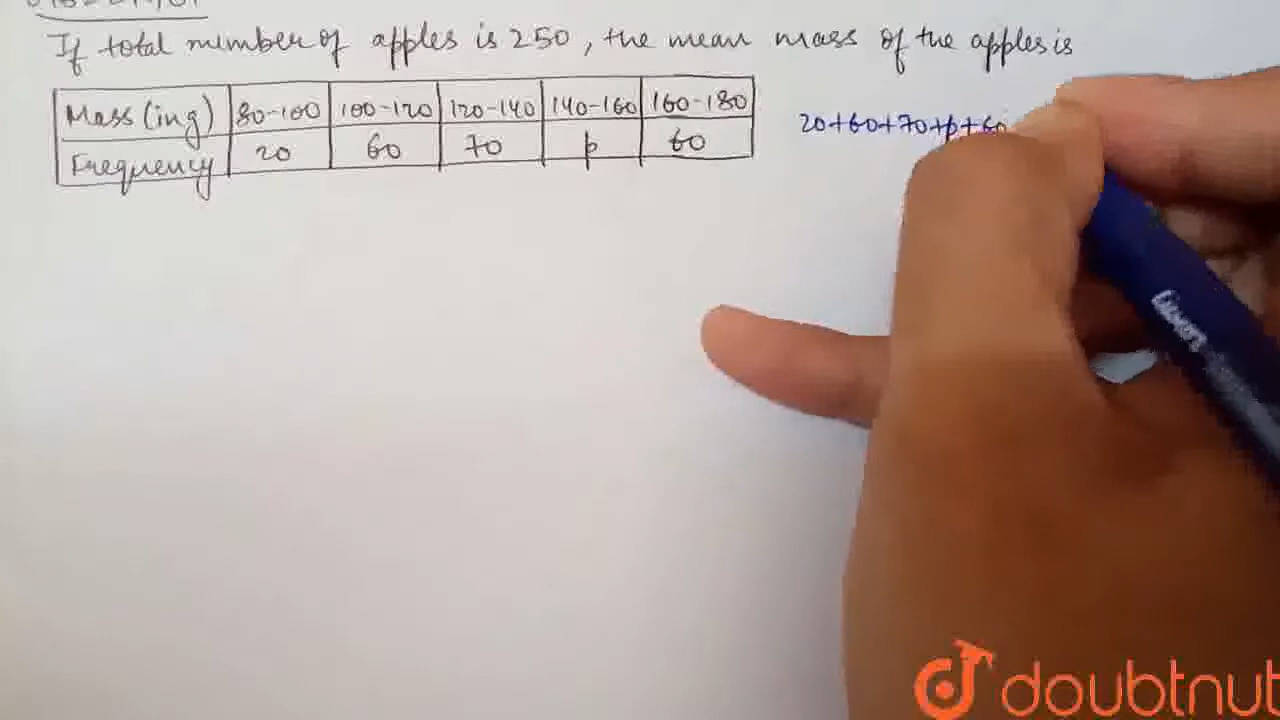 If total number of apples is 250, the mean mass of the apples is
Mass (in g) 80-100 100-120 120-140 140-160 160-180
Frequency 20 60 70 p 60
20+60+70+p+60
doubtnut